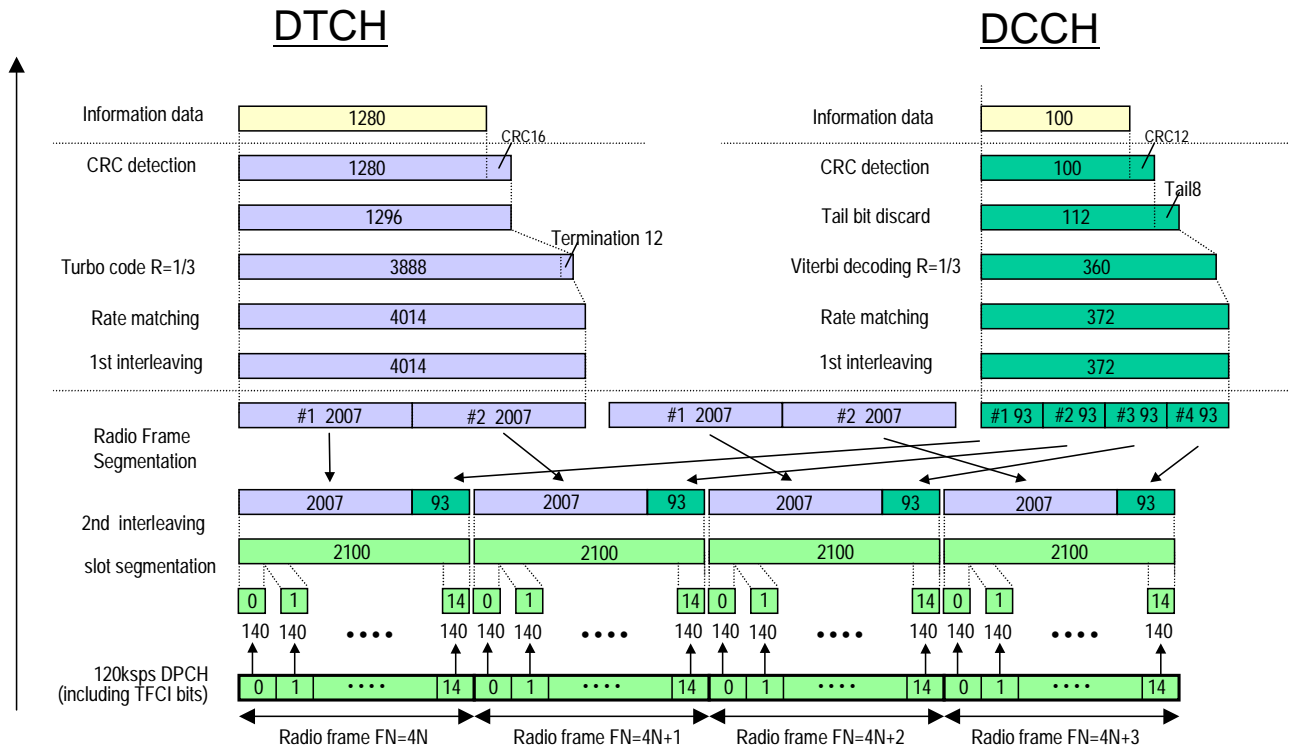 DTCH DCCH
Information data 1280 Information data 100
CRC16 CRC12
CRC detection 1280 CRC detection 100
Tail8
1296 Tail bit discard 112
Termination 12
Turbo code R=1/3 3888 Viterbi decoding R=1/3 360
Rate matching 4014 Rate matching 372
1st interleaving 4014 1st interleaving 372
#1 2007 #2 2007 #1 2007 #2 2007 #1 93 #2 93 #3 93 #4 93
Radio Frame
Segmentation
2007 93 2007 93 2007 93 2007 93
2nd interleaving
2100 2100 2100 2100
slot segmentation
0 1 14 0 1 14 0 1 14 0 1 14
140 140 •••• 140 140 140 •••• 140 140 140 •••• 140 140 140 •••• 140
120ksps DPCH
(including TFCI bits)
0 1 •••• 14 0 1 •••• 14 0 1 •••• 14 0 1 •••• 14
Radio frame FN=4N Radio frame FN=4N+1 Radio frame FN=4N+2 Radio frame FN=4N+3